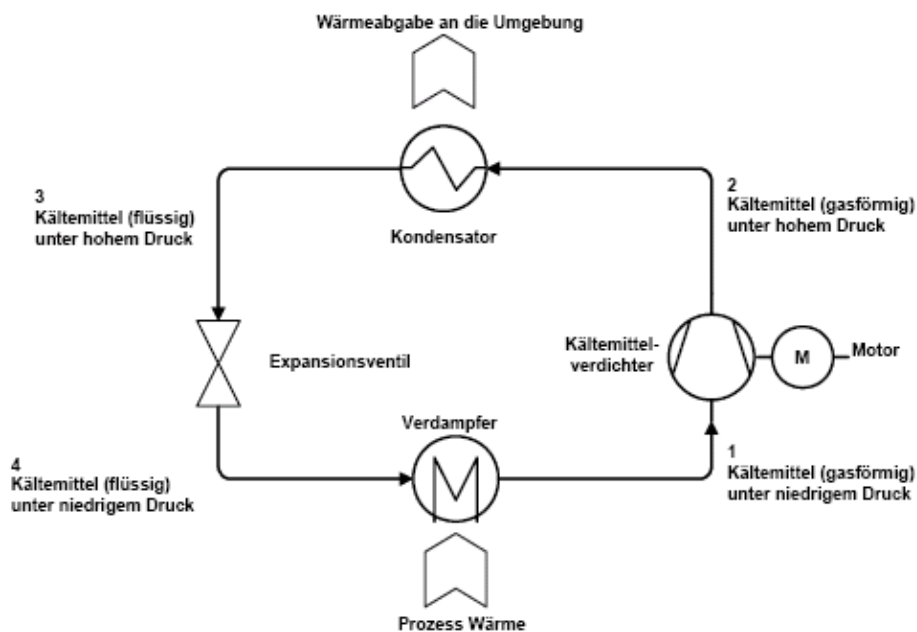 Wärmeabgabe an die Umgebung
3
Kältemittel (flüssig)
unter hohem Druck
Kondensator
2
Kältemittel (gasförmig)
unter hohem Druck
Expansionsventil
Kältemittel-
verdichter
M
Motor
Verdampfer
4
Kältemittel (flüssig)
unter niedrigem Druck
1
Kältemittel (gasförmig)
unter niedrigem Druck
Prozess Wärme